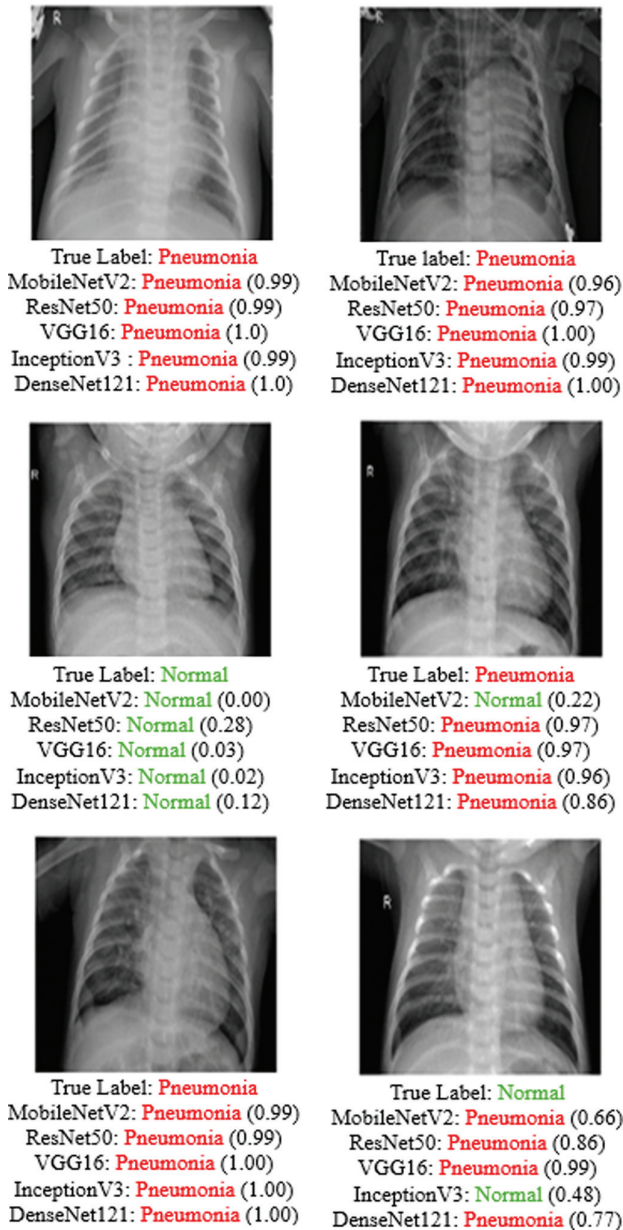 R
True Label: Pneumonia
MobileNetV2: Pneumonia (0.99)
ResNet50: Pneumonia (0.99)
VGG16: Pneumonia (1.0)
InceptionV3 : Pneumonia (0.99)
DenseNet121: Pneumonia (1.0)
R
True label: Pneumonia
MobileNetV2: Pneumonia (0.96)
ResNet50: Pneumonia (0.97)
VGG16: Pneumonia (1.00)
InceptionV3: Pneumonia (0.99)
DenseNet121: Pneumonia (1.00)
R
True Label: Normal
MobileNetV2: Normal (0.00)
ResNet50: Normal (0.28)
VGG16: Normal (0.03)
InceptionV3: Normal (0.02)
DenseNet121: Normal (0.12)
R
True Label: Pneumonia
MobileNetV2: Normal (0.22)
ResNet50: Pneumonia (0.97)
VGG16: Pneumonia (0.97)
InceptionV3: Pneumonia (0.96)
DenseNet121: Pneumonia (0.86)
True Label: Pneumonia
MobileNetV2: Pneumonia (0.99)
ResNet50: Pneumonia (0.99)
VGG16: Pneumonia (1.00)
InceptionV3: Pneumonia (1.00)
DenseNet121: Pneumonia (1.00)
R
True Label: Normal
MobileNetV2: Pneumonia (0.66)
ResNet50: Pneumonia (0.86)
VGG16: Pneumonia (0.99)
InceptionV3: Normal (0.48)
DenseNet121: Pneumonia (0.77)